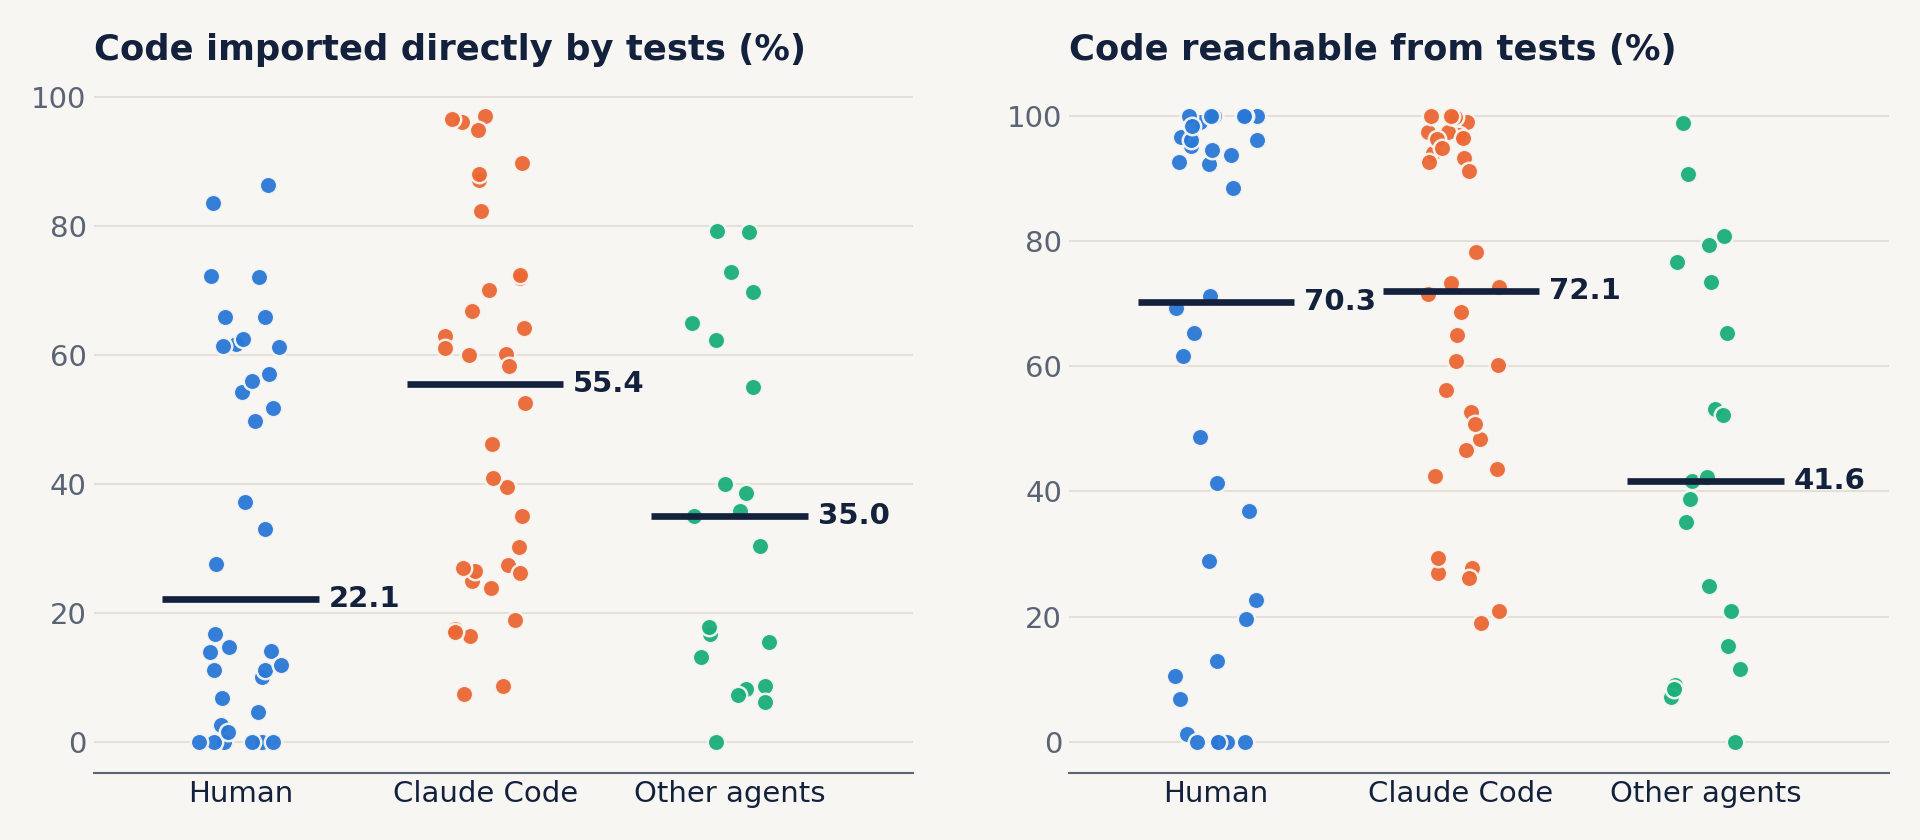 Code imported directly by tests (%)
100
80
60
40
20
0
22.1
55.4
35.0
Human
Claude Code
Other agents
Code reachable from tests (%)
100
80
60
40
20
0
70.3
72.1
41.6
Human
Claude Code
Other agents